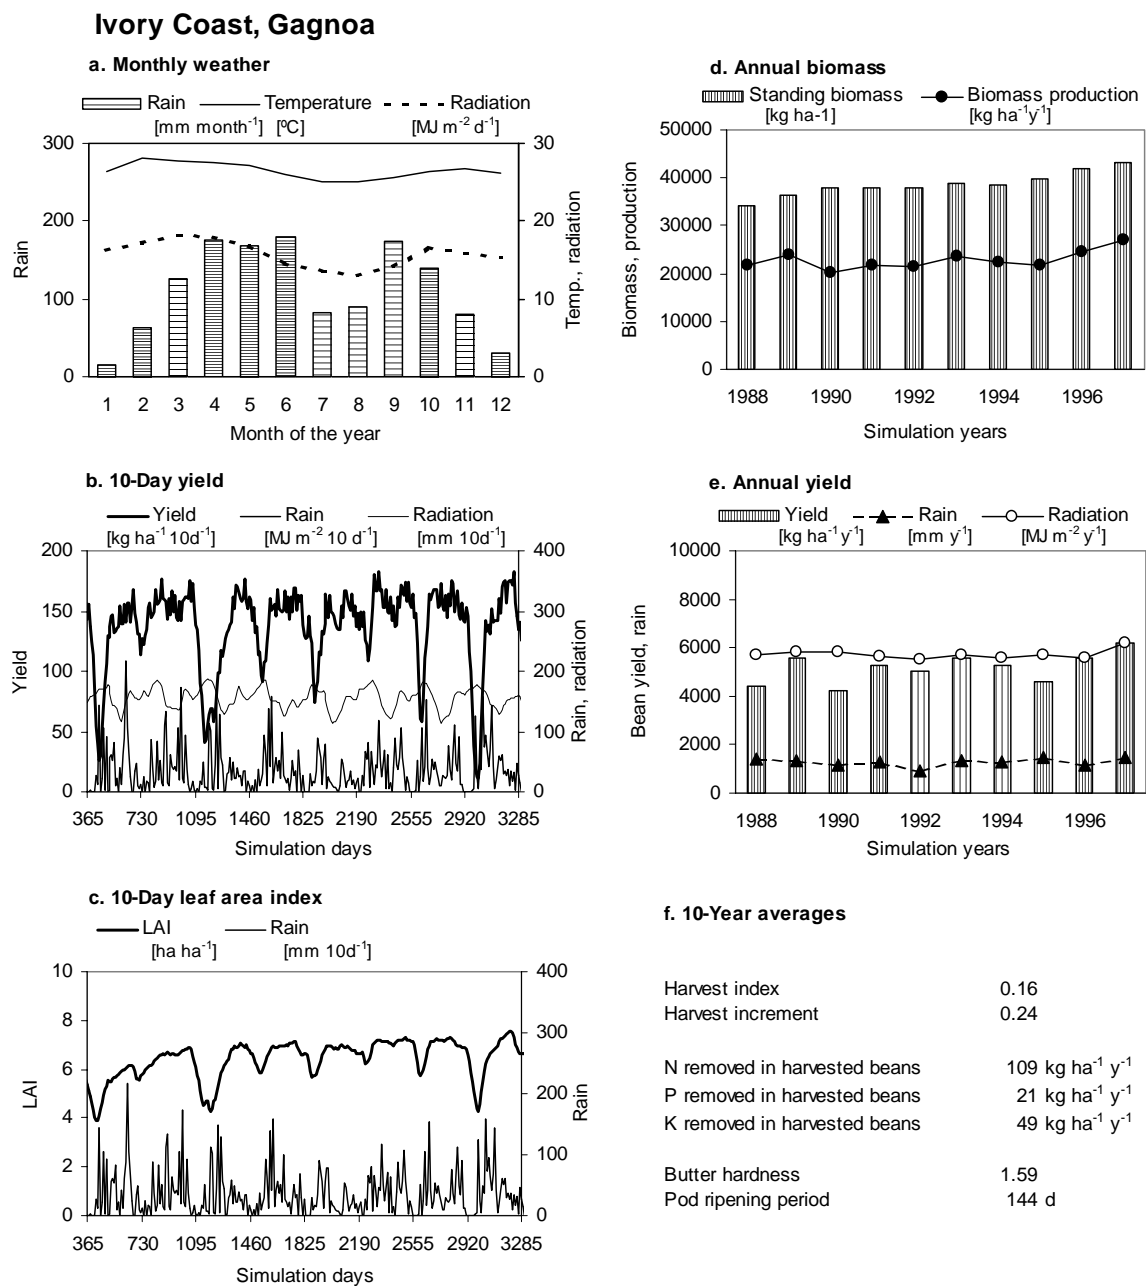 Ivory Coast, Gagnoa
a. Monthly weather
Rain Temperature Radiation
[mm month⁻¹] [ºC] [MJ m⁻² d⁻¹]
300 30
200 20
100 10
0 0
Rain
Temp., radiation
1 2 3 4 5 6 7 8 9 10 11 12
Month of the year
b. 10-Day yield
Yield Rain Radiation
[kg ha⁻¹ 10d⁻¹] [MJ m⁻² 10 d⁻¹] [mm 10d⁻¹]
200 400
150 300
100 200
50 100
0 0
Yield
Rain, radiation
365 730 1095 1460 1825 2190 2555 2920 3285
Simulation days
c. 10-Day leaf area index
LAI Rain
[ha ha⁻¹] [mm 10d⁻¹]
10 400
8 300
6 200
4 100
2
0 0
LAI
Rain
365 730 1095 1460 1825 2190 2555 2920 3285
Simulation days
d. Annual biomass
Standing biomass Biomass production
[kg ha-1] [kg ha⁻¹y⁻¹]
50000
40000
30000
20000
10000
0
Biomass, production
1988 1990 1992 1994 1996
Simulation years
e. Annual yield
Yield Rain Radiation
[kg ha⁻¹ y⁻¹] [mm y⁻¹] [MJ m⁻² y⁻¹]
10000
8000
6000
4000
2000
0
Bean yield, rain
1988 1990 1992 1994 1996
Simulation years
f. 10-Year averages
Harvest index 0.16
Harvest increment 0.24
N removed in harvested beans 109 kg ha⁻¹ y⁻¹
P removed in harvested beans 21 kg ha⁻¹ y⁻¹
K removed in harvested beans 49 kg ha⁻¹ y⁻¹
Butter hardness 1.59
Pod ripening period 144 d